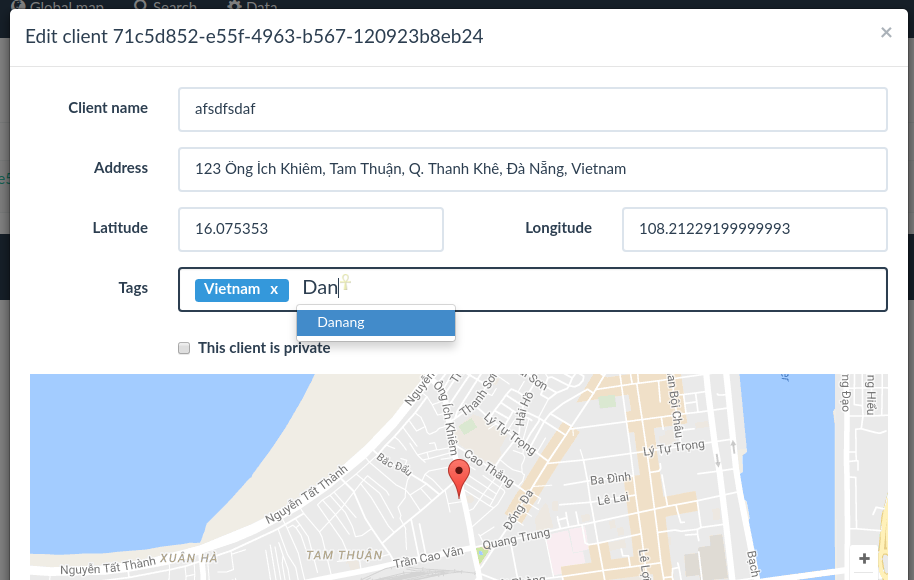 Global map Search Data
Edit client 71c5d852-e55f-4963-b567-120923b8eb24 ×
Client name afsdfsdaf
Address 123 Ông Ích Khiêm, Tam Thuận, Q. Thanh Khê, Đà Nẵng, Vietnam
Latitude 16.075353 Longitude 108.21229199999993
Tags Vietnam x Dan
Danang
This client is private
Nguyễn
Ông Ích Khiêm
Thanh Sơn
Sơn
Hải Hồ
Lý Tự Trọng
Phan Bội Châu
Lý Tự Trọng
Bắc Đẩu
Cao Thắng
Ba Đình
Lê Lai
Nguyễn Tất Thành
Đống Đa
Quang Trung
XUÂN HÀ
TAM THUẬN
Trần Cao Vân
Nguyễn Tất Thành
Lê Lợi
Bạch
+